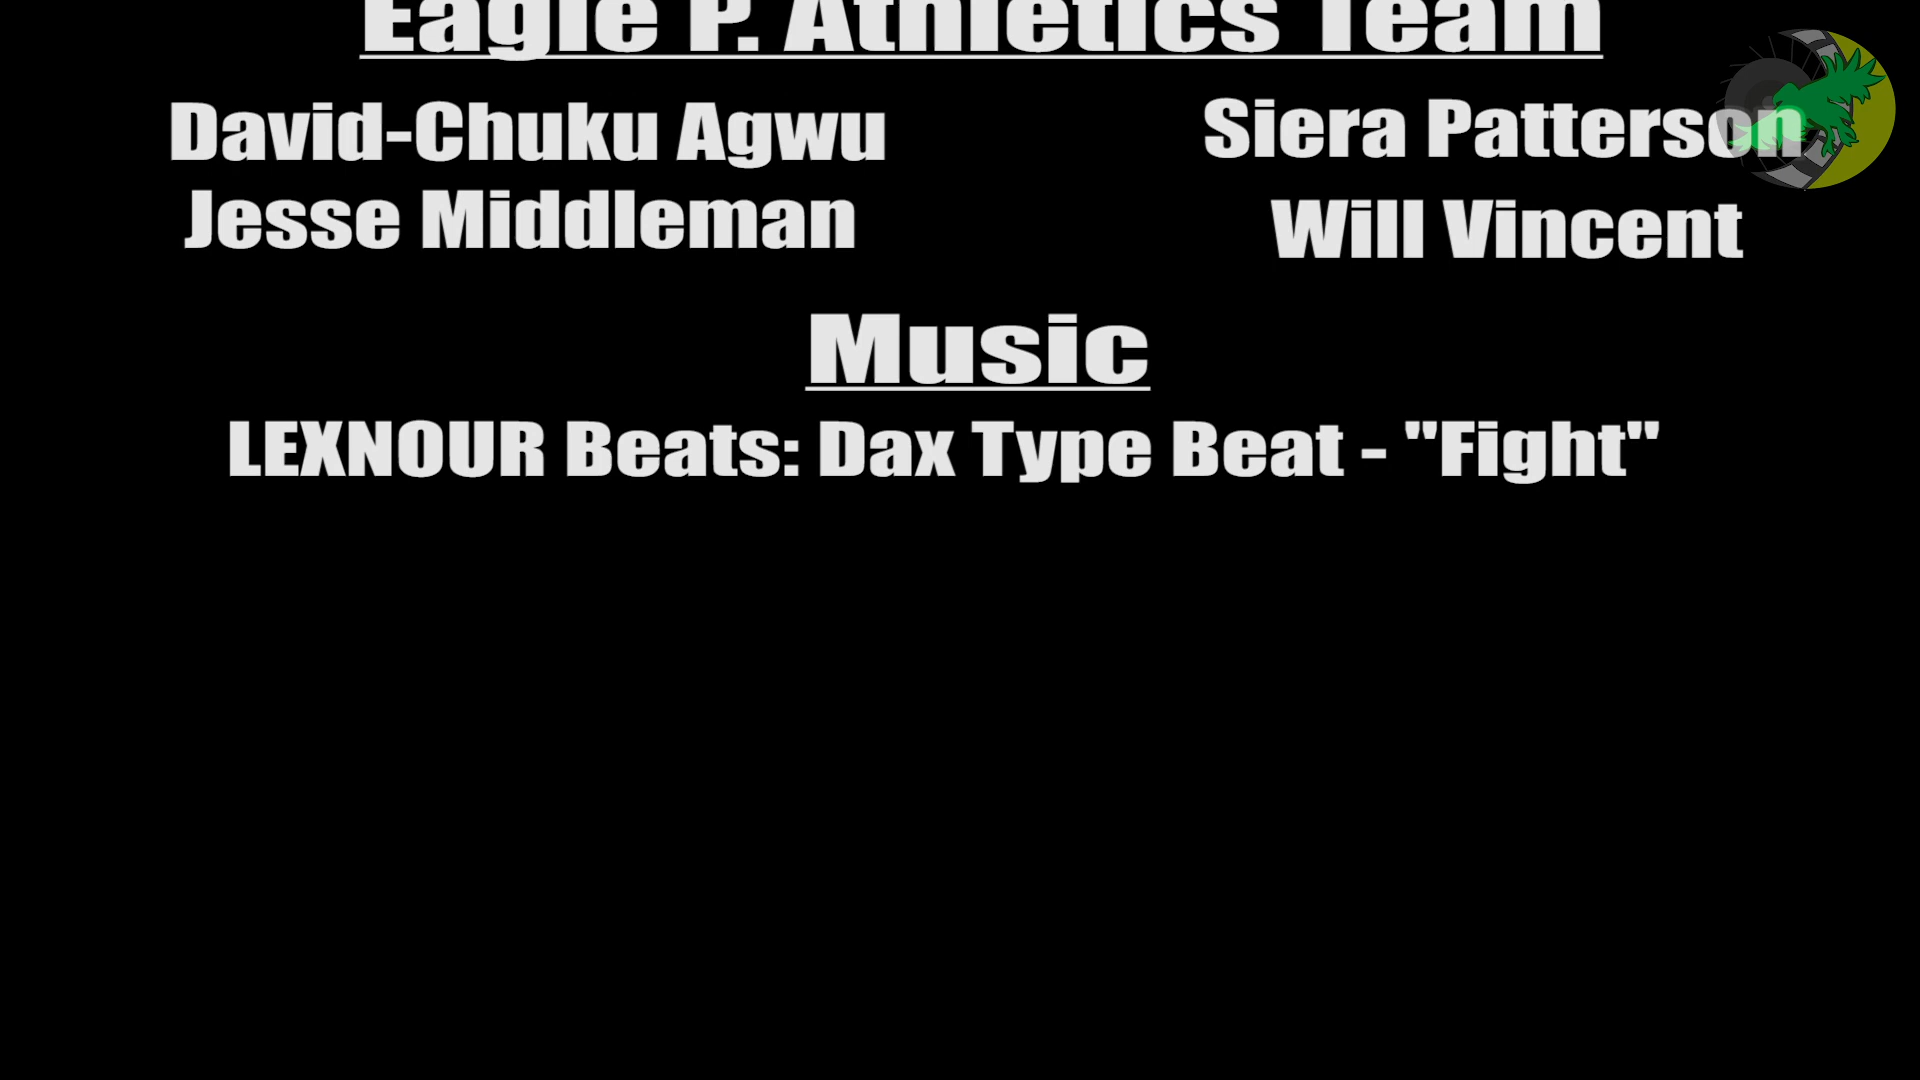 Eagle P. Athletics Team
David-Chuku Agwu
Siera Patterson
Jesse Middleman
Will Vincent
Music
LEXNOUR Beats: Dax Type Beat - "Fight"